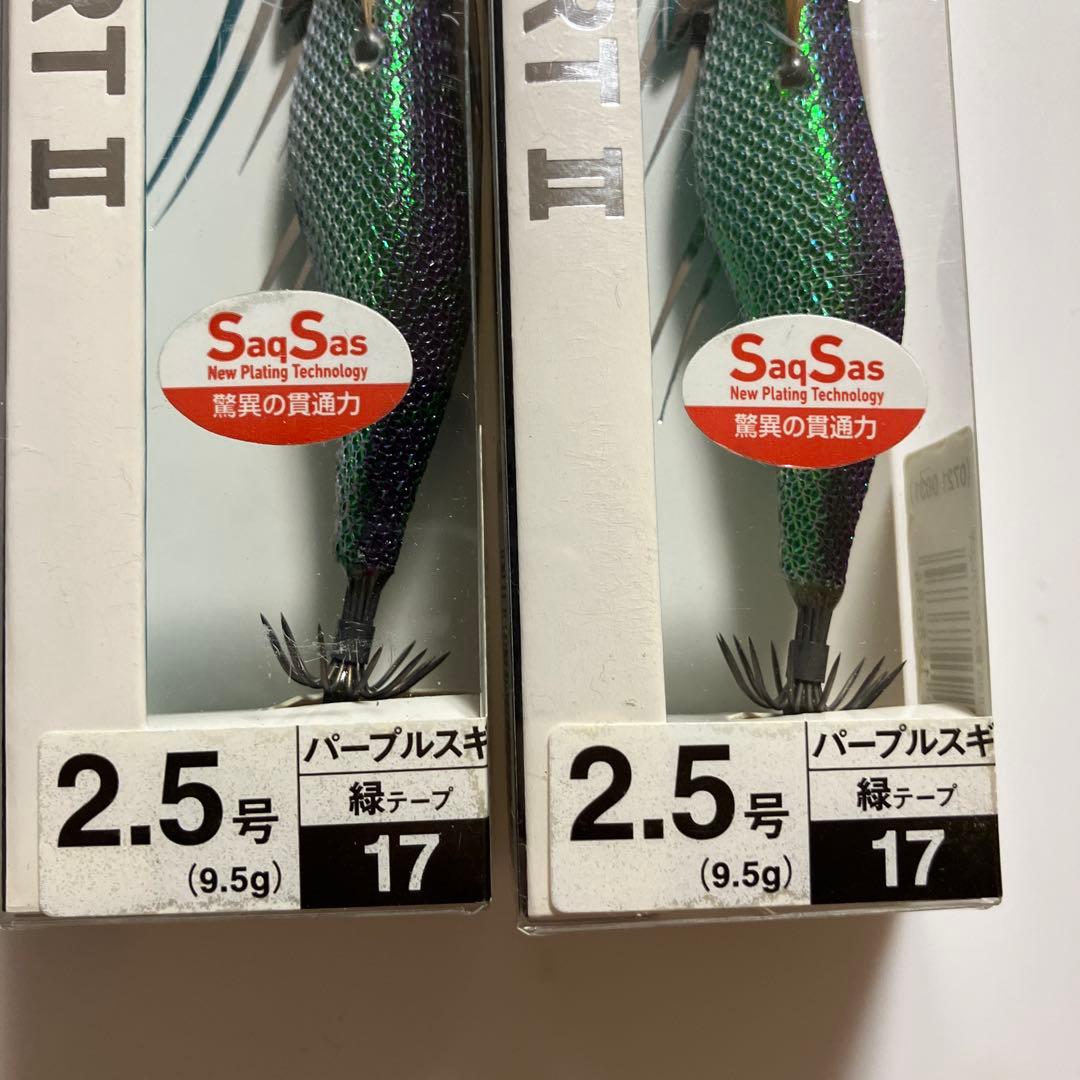 RT II
SaqSas
New Plating Technology
驚異の貫通力
2.5号
(9.5g)
パープルスギ
緑テープ
17
RT II
SaqSas
New Plating Technology
驚異の貫通力
2.5号
(9.5g)
パープルスギ
緑テープ
17